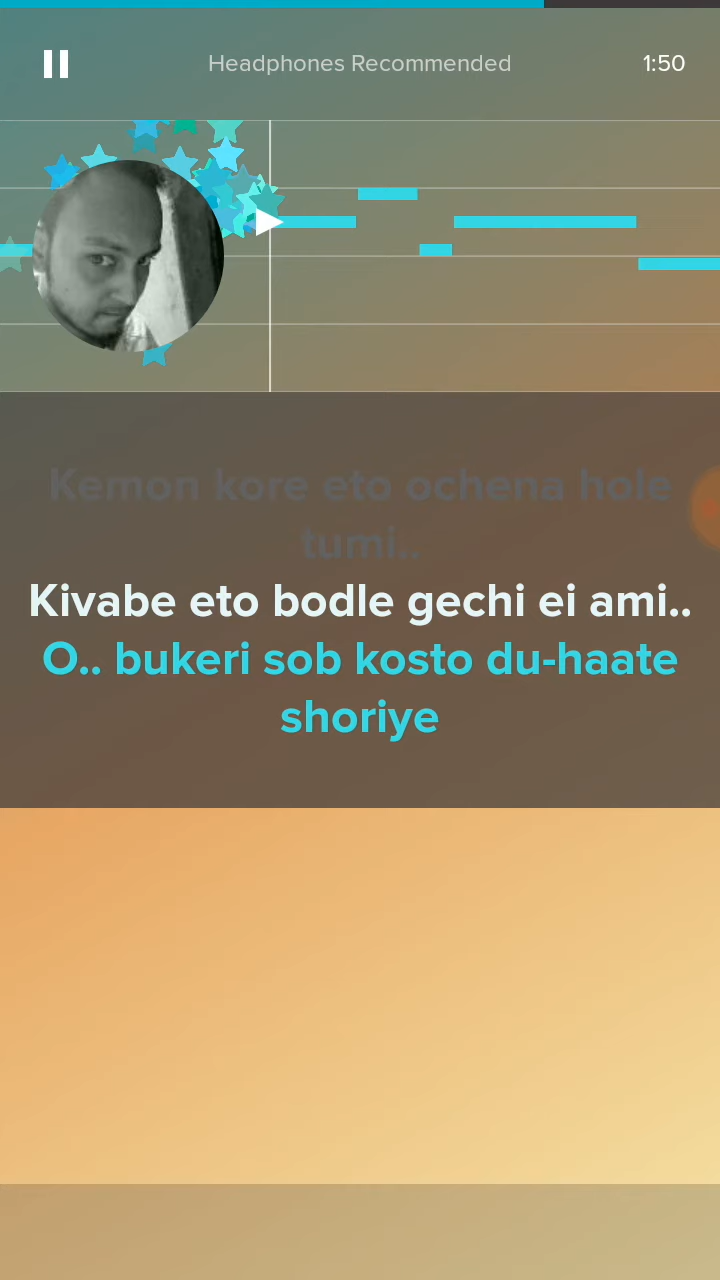 Headphones Recommended 1:50
Kemon kore eto ochena hole
tumi..
Kivabe eto bodle gechi ei ami..
O.. bukeri sob kosto du-haate
shoriye